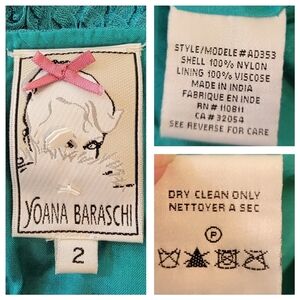 YOANA BARASCHI
2
STYLE/MODELE #AD353
SHELL 100% NYLON
LINING 100% VISCOSE
MADE IN INDIA
FABRIQUE EN INDE
RN # 110811
CA # 32054
SEE REVERSE FOR CARE
DRY CLEAN ONLY
NETTOYER A SEC
P